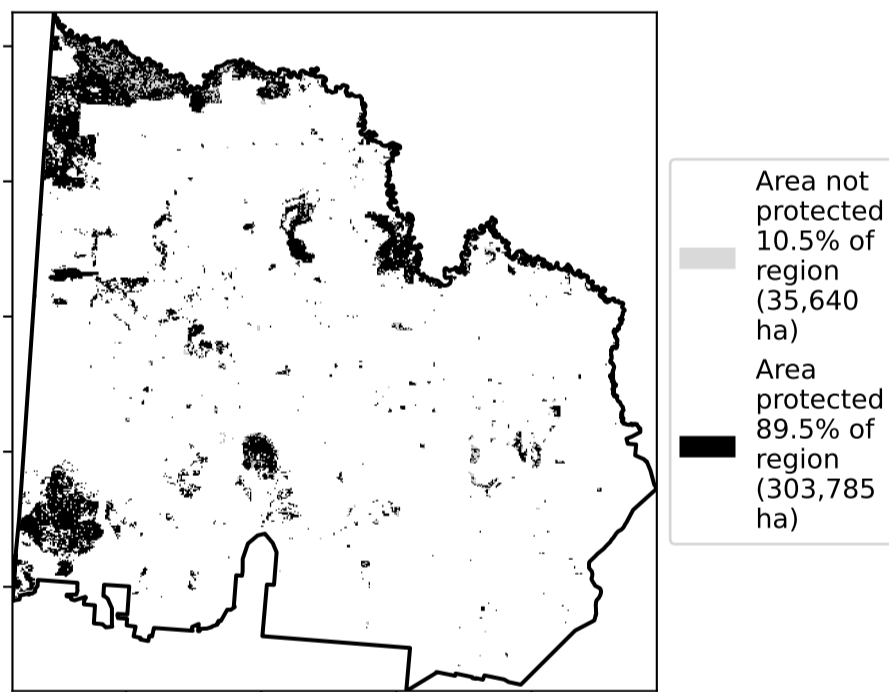 Area not
protected
10.5% of
region
(35,640
ha)
Area
protected
89.5% of
region
(303,785
ha)